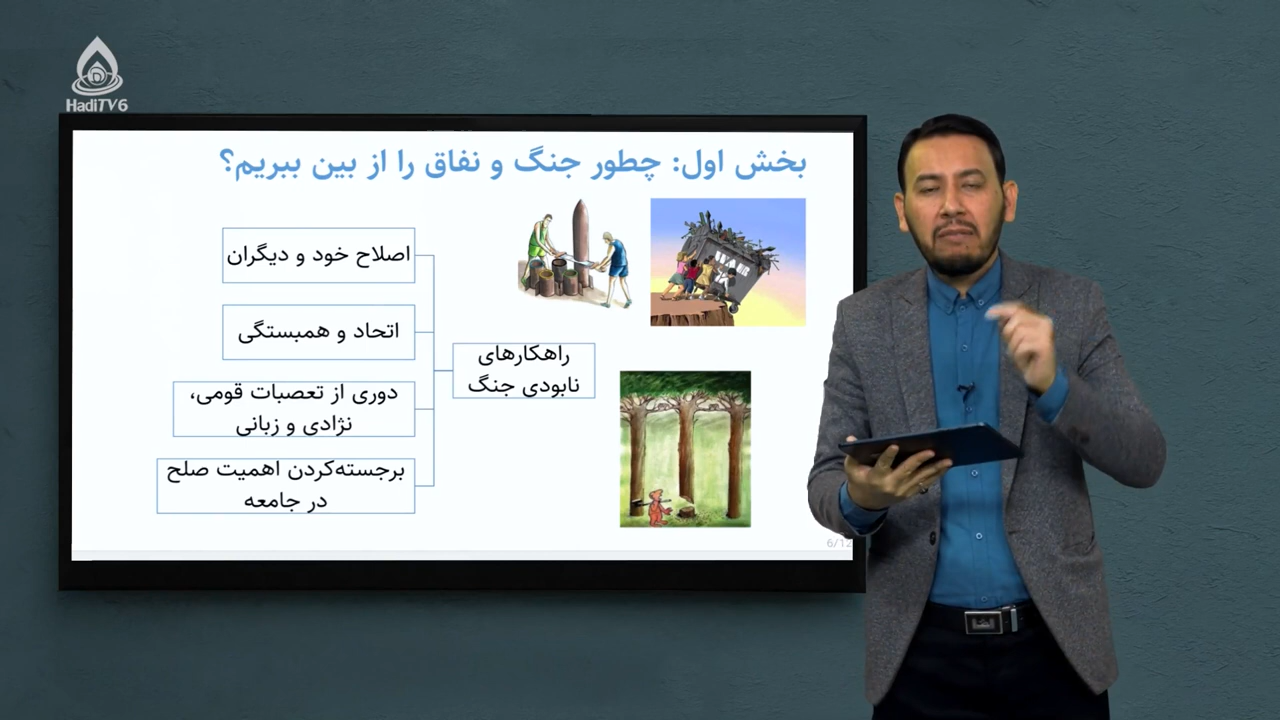 HadiTV6
بخش اول: چطور جنگ و نفاق را از بین ببریم؟
راهکارهای
نابودی جنگ
اصلاح خود و دیگران
اتحاد و همبستگی
دوری از تعصبات قومی،
نژادی و زبانی
برجسته‌کردن اهمیت صلح
در جامعه
6/12